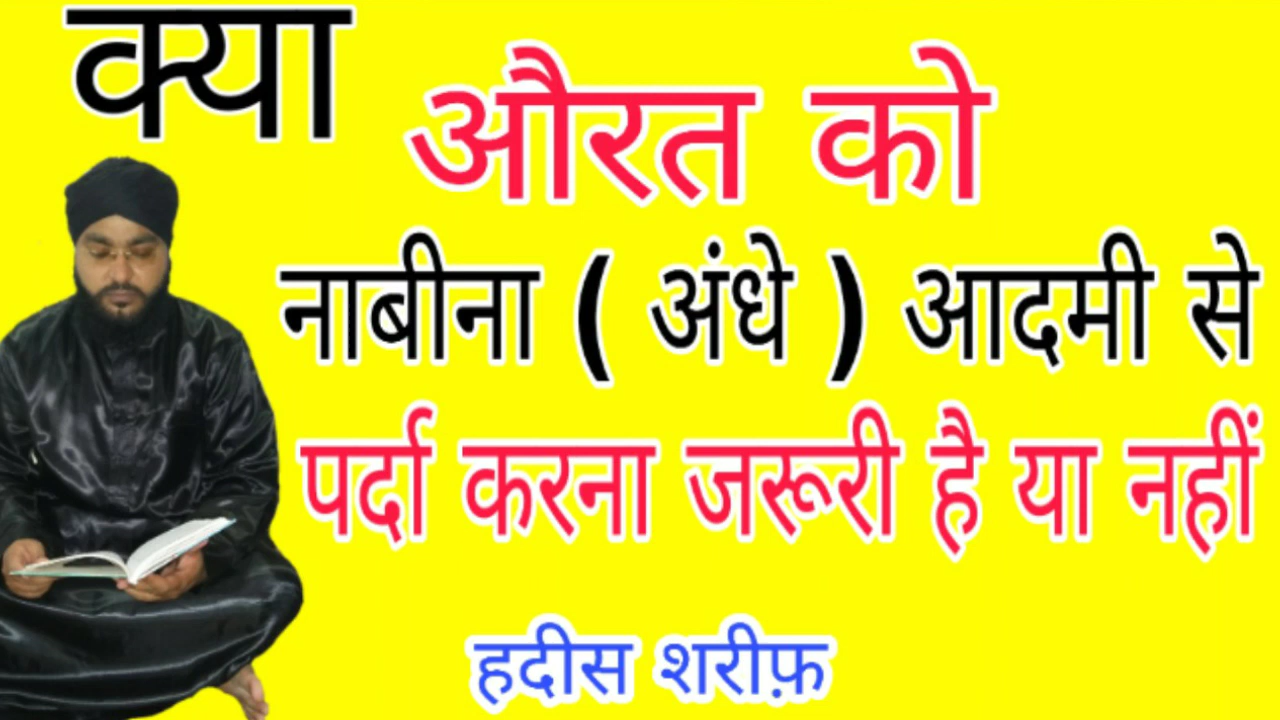 क्या
औरत को
नाबीना ( अंधे ) आदमी से
पर्दा करना जरूरी है या नहीं
हदीस शरीफ़